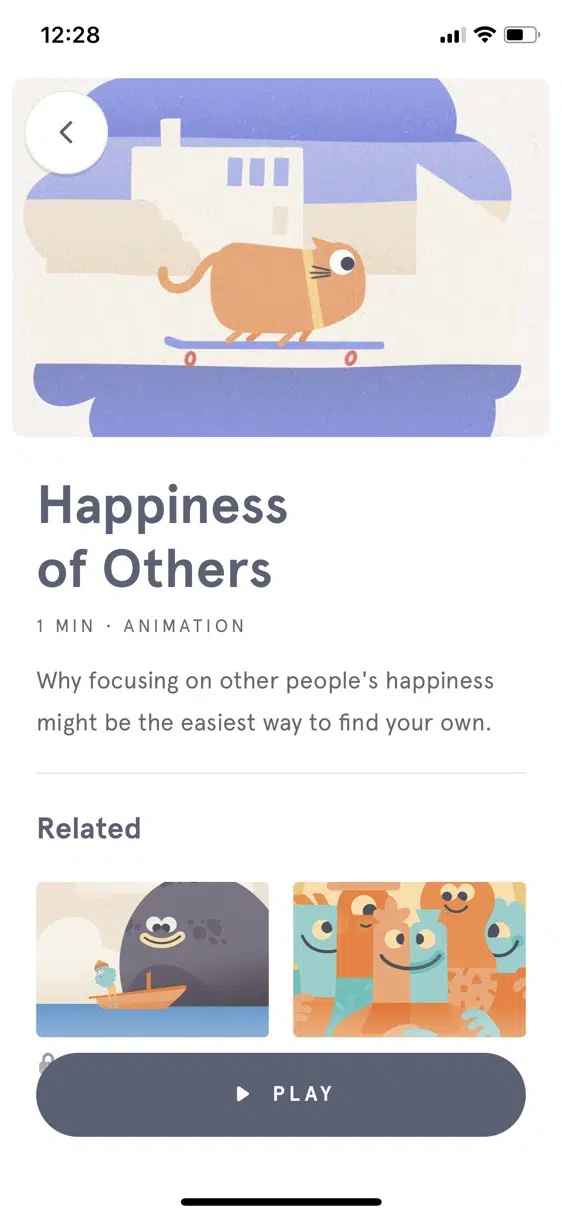 12:28
Happiness
of Others
1 MIN · ANIMATION
Why focusing on other people's happiness
might be the easiest way to find your own.
Related
PLAY